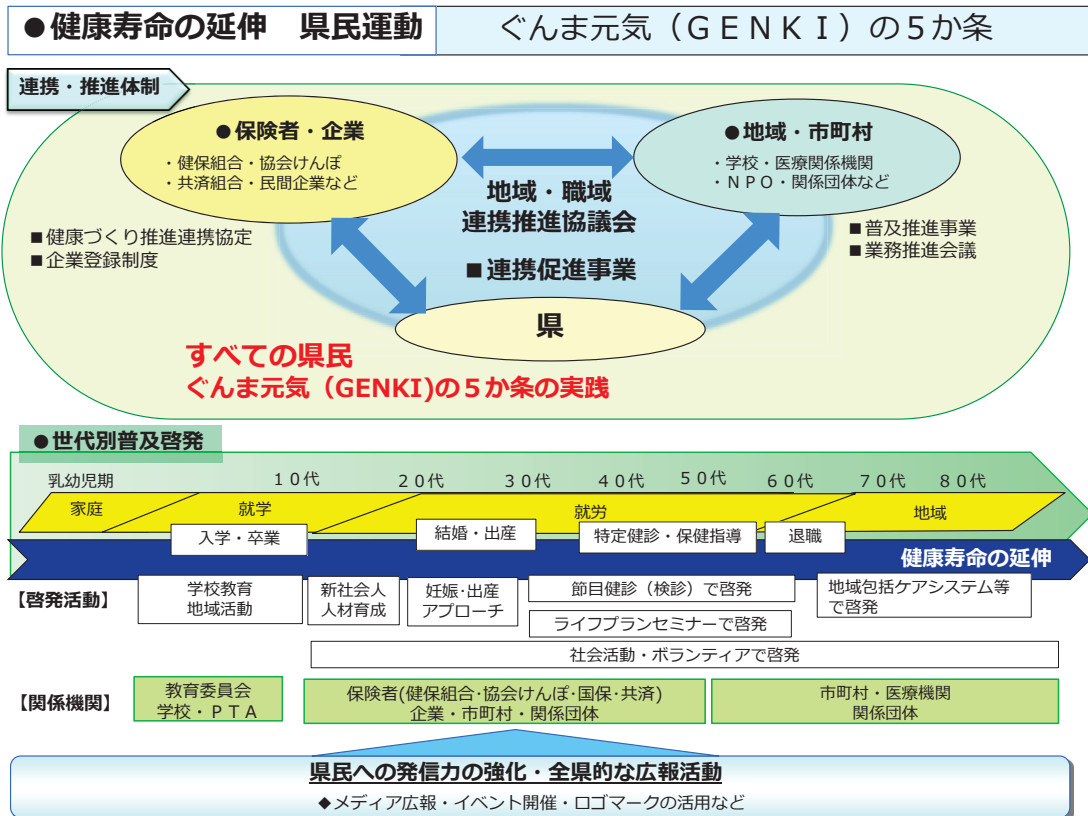 ●健康寿命の延伸　県民運動
ぐんま元気（ＧＥＮＫＩ）の５か条
連携・推進体制
●保険者・企業
・健保組合・協会けんぽ
・共済組合・民間企業など
●地域・市町村
・学校・医療関係機関
・ＮＰＯ・関係団体など
地域・職域
連携推進協議会
■連携促進事業
■健康づくり推進連携協定
■企業登録制度
■普及推進事業
■業務推進会議
県
すべての県民
ぐんま元気（GENKI)の５か条の実践
●世代別普及啓発
乳幼児期　１０代　２０代　３０代　４０代　５０代　６０代　７０代　８０代
家庭　就学　就労　地域
入学・卒業　結婚・出産　特定健診・保健指導　退職
健康寿命の延伸
【啓発活動】
学校教育
地域活動
新社会人
人材育成
妊娠・出産
アプローチ
節目健診（検診）で啓発
ライフプランセミナーで啓発
地域包括ケアシステム等
で啓発
社会活動・ボランティアで啓発
【関係機関】
教育委員会
学校・ＰＴＡ
保険者(健保組合・協会けんぽ・国保・共済)
企業・市町村・関係団体
市町村・医療機関
関係団体
県民への発信力の強化・全県的な広報活動
◆メディア広報・イベント開催・ロゴマークの活用など